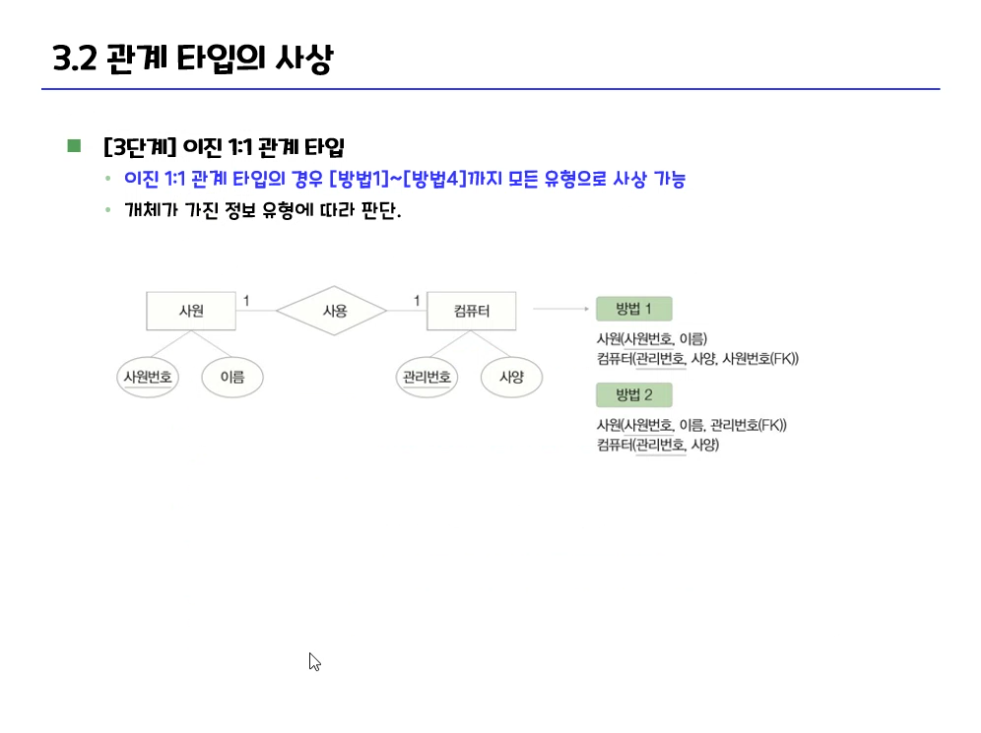 3.2 관계 타입의 사상
[3단계] 이진 1:1 관계 타입
이진 1:1 관계 타입의 경우 [방법1]~[방법4]까지 모든 유형으로 사상 가능
개체가 가진 정보 유형에 따라 판단.
사원 1 사용 1 컴퓨터
사원번호 이름 관리번호 사양
방법 1
사원(사원번호, 이름)
컴퓨터(관리번호, 사양, 사원번호(FK))
방법 2
사원(사원번호, 이름, 관리번호(FK))
컴퓨터(관리번호, 사양)